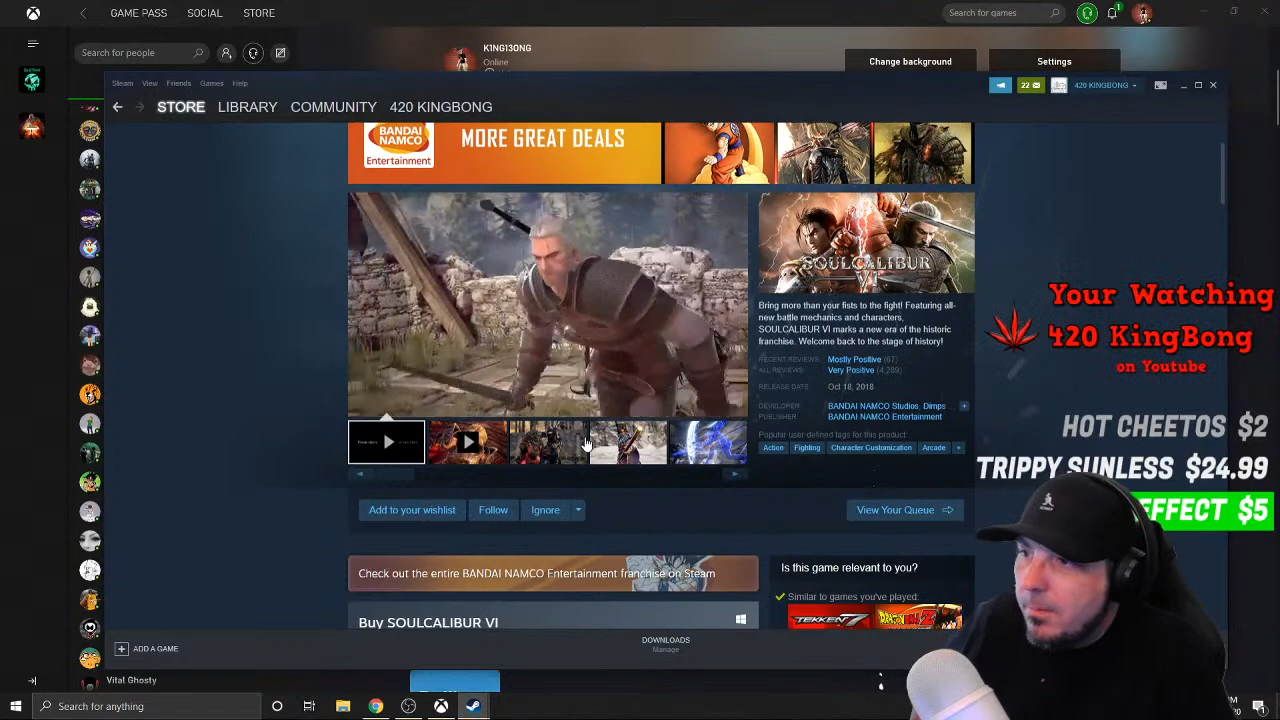 GAME PASS
SOCIAL
STORE
Search for games
Search for people
K1NG13ONG
Online
Change background
Settings
Steam View Friends Games Help
22
420 KINGBONG
STORE LIBRARY COMMUNITY 420 KINGBONG
BANDAI
NAMCO
Entertainment
MORE GREAT DEALS
SOULCALIBUR
VI
Bring more than your fists to the fight! Featuring all-
new battle mechanics and characters,
SOULCALIBUR VI marks a new era of the historic
franchise. Welcome back to the stage of history!
RECENT REVIEWS: Mostly Positive (67)
ALL REVIEWS: Very Positive (4,289)
RELEASE DATE: Oct 18, 2018
DEVELOPER: BANDAI NAMCO Studios, Dimps ... +
PUBLISHER: BANDAI NAMCO Entertainment
Popular user-defined tags for this product:
Action Fighting Character Customization Arcade +
Add to your wishlist
Follow
Ignore
View Your Queue
Check out the entire BANDAI NAMCO Entertainment franchise on Steam
Is this game relevant to you?
Similar to games you've played:
TEKKEN 7
Buy SOULCALIBUR VI
ADD A GAME
DOWNLOADS
Manage
Vital Ghosty
Search for anything
Your Watching
420 KingBong
on Youtube
HOT CHEETOS $2
TRIPPY SUNLESS $24.99
EFFECT $5